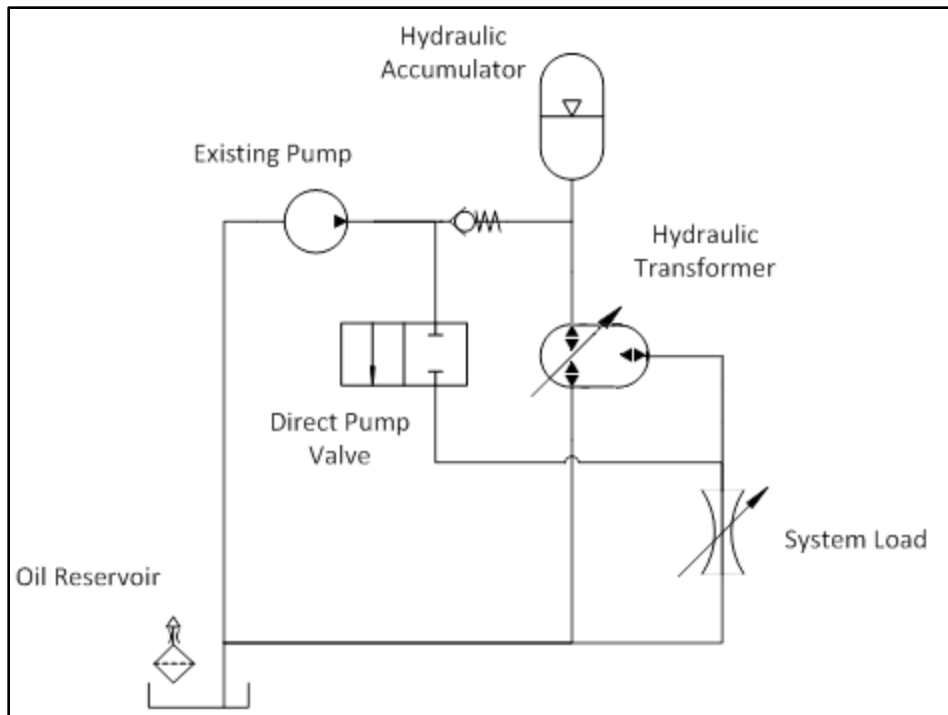 Hydraulic
Accumulator
Existing Pump
Hydraulic
Transformer
Direct Pump
Valve
System Load
Oil Reservoir